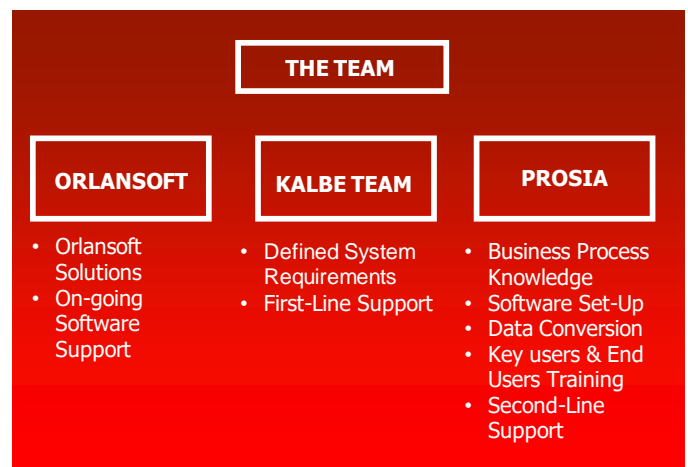 THE TEAM
ORLANSOFT
• Orlansoft
Solutions
• On-going
Software
Support
KALBE TEAM
• Defined System
Requirements
• First-Line Support
PROSIA
• Business Process
Knowledge
• Software Set-Up
• Data Conversion
• Key users & End
Users Training
• Second-Line
Support